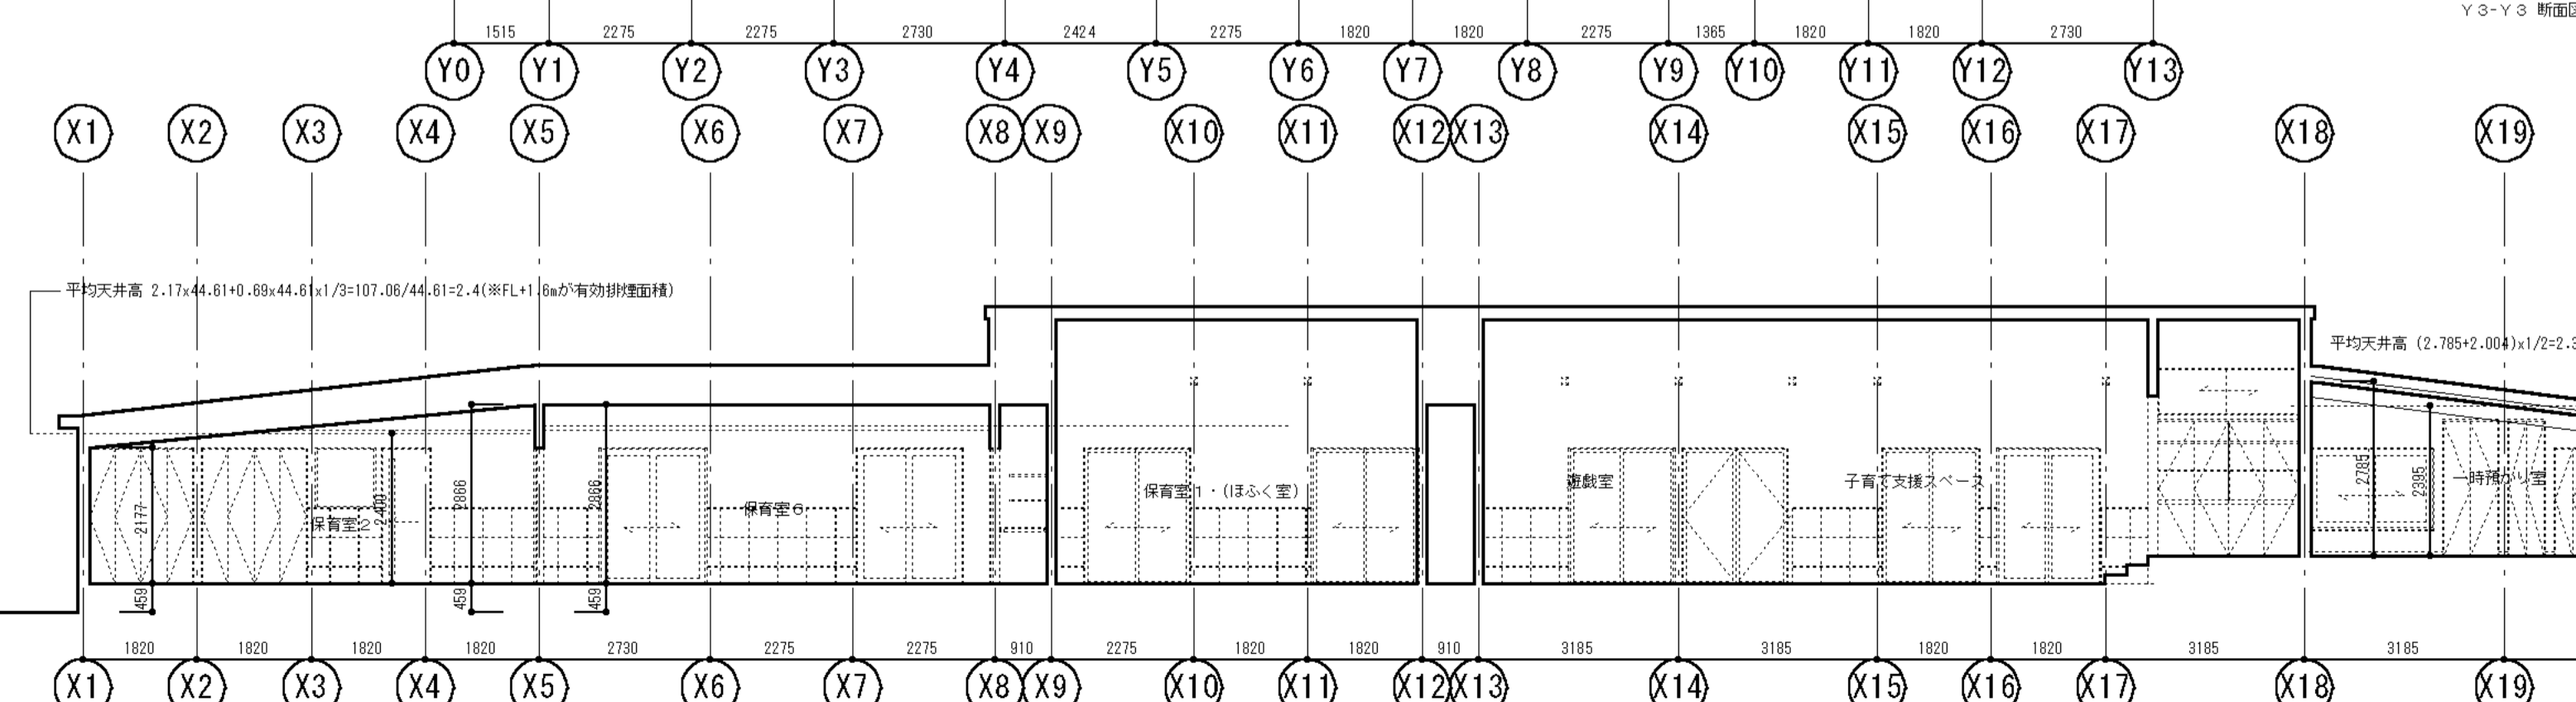 Y3-Y3 断面図
1515 2275 2275 2730 2424 2275 1820 1820 2275 1365 1820 1820 2730
Y0 Y1 Y2 Y3 Y4 Y5 Y6 Y7 Y8 Y9 Y10 Y11 Y12 Y13
X1 X2 X3 X4 X5 X6 X7 X8 X9 X10 X11 X12 X13 X14 X15 X16 X17 X18 X19
平均天井高 2.17x44.61+0.69x44.61x1/3=107.06/44.61=2.4(※FL+1.6mが有効排煙面積)
平均天井高 (2.785+2.004)x1/2=2.3
2177
459
保育室2
2400
2866
459
2866
459
保育室6
保育室1・(ほふく室)
遊戯室
子育て支援スペース
2785
2395
一時預かり室
1820 1820 1820 1820 2730 2275 2275 910 2275 1820 1820 910 3185 3185 1820 1820 3185 3185
X1 X2 X3 X4 X5 X6 X7 X8 X9 X10 X11 X12 X13 X14 X15 X16 X17 X18 X19